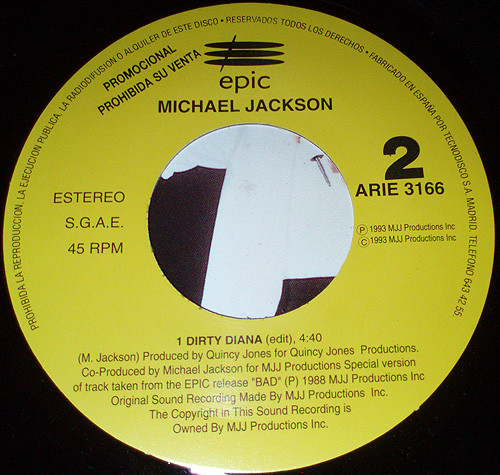 PROHIBIDA LA REPRODUCCION, LA EJECUCION PUBLICA, LA RADIODIFUSION O ALQUILER DE ESTE DISCO • RESERVADOS TODOS LOS DERECHOS • FABRICADO EN ESPAÑA POR TECNODISCO S.A. MADRID. TELEFONO 643 42 55.
PROMOCIONAL
PROHIBIDA SU VENTA
epic
MICHAEL JACKSON
2
ARIE 3166
ESTEREO
S.G.A.E.
45 RPM
Ⓟ 1993 MJJ Productions Inc
© 1993 MJJ Productions Inc
1 DIRTY DIANA (edit), 4:40
(M. Jackson) Produced by Quincy Jones for Quincy Jones Productions.
Co-Produced by Michael Jackson for MJJ Productions Special version
of track taken from the EPIC release "BAD" (P) 1988 MJJ Productions Inc
Original Sound Recording Made By MJJ Productions Inc.
The Copyright in This Sound Recording is
Owned By MJJ Productions Inc.